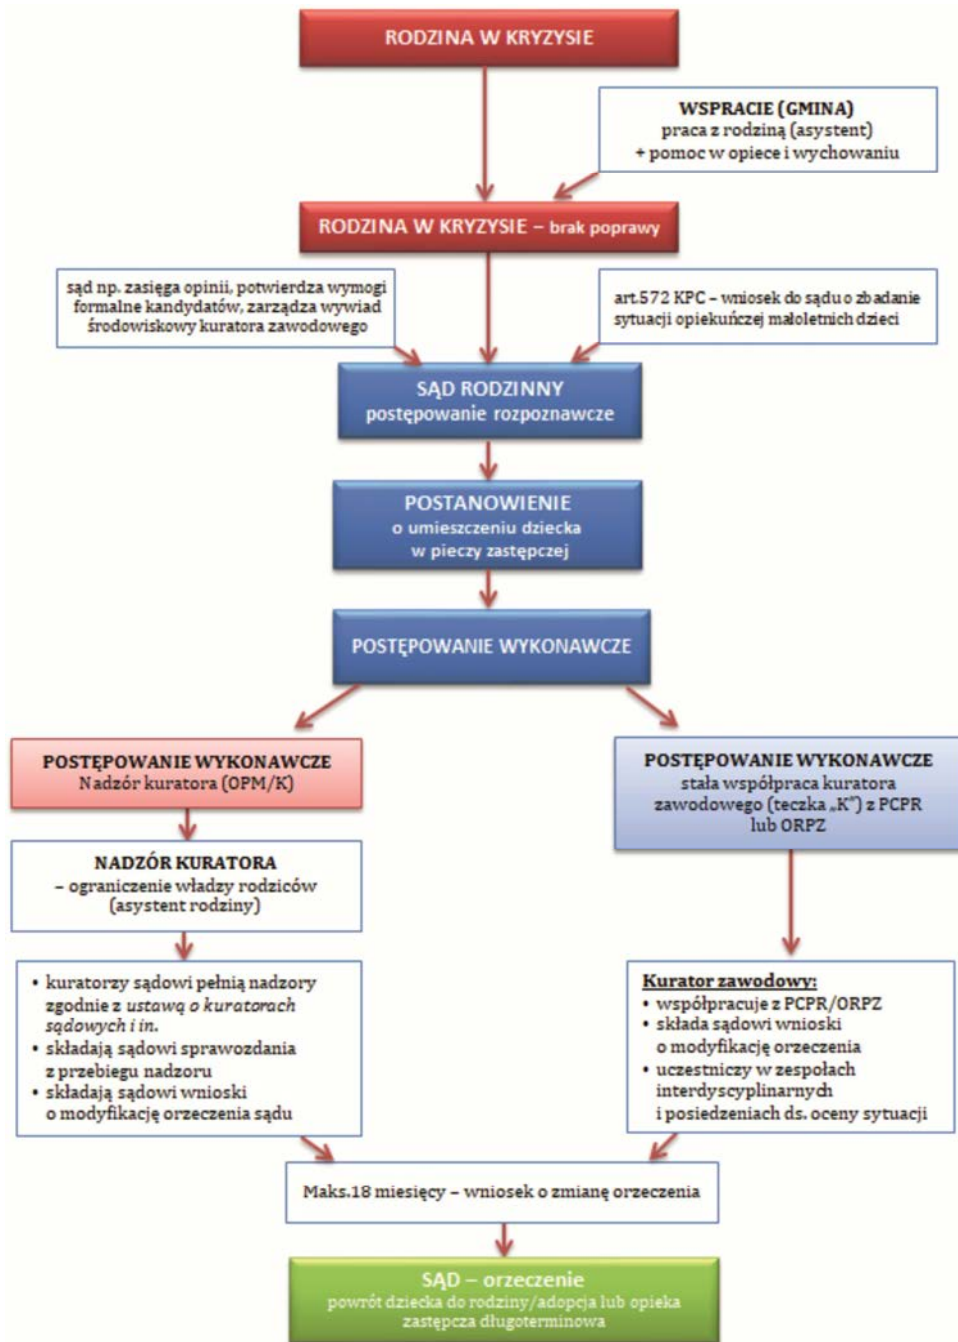 RODZINA W KRYZYSIE
WSPRACIE (GMINA)
praca z rodziną (asystent)
+ pomoc w opiece i wychowaniu
RODZINA W KRYZYSIE – brak poprawy
sąd np. zasięga opinii, potwierdza wymogi
formalne kandydatów, zarządza wywiad
środowiskowy kuratora zawodowego
art.572 KPC – wniosek do sądu o zbadanie
sytuacji opiekuńczej małoletnich dzieci
SĄD RODZINNY
postępowanie rozpoznawcze
POSTANOWIENIE
o umieszczeniu dziecka
w pieczy zastępczej
POSTĘPOWANIE WYKONAWCZE
POSTĘPOWANIE WYKONAWCZE
Nadzór kuratora (OPM/K)
NADZÓR KURATORA
– ograniczenie władzy rodziców
(asystent rodziny)
• kuratorzy sądowi pełnią nadzory
zgodnie z ustawą o kuratorach
sądowych i in.
• składają sądowi sprawozdania
z przebiegu nadzoru
• składają sądowi wnioski
o modyfikację orzeczenia sądu
POSTĘPOWANIE WYKONAWCZE
stała współpraca kuratora
zawodowego (teczka „K”) z PCPR
lub ORPZ
Kurator zawodowy:
• współpracuje z PCPR/ORPZ
• składa sądowi wnioski
o modyfikację orzeczenia
• uczestniczy w zespołach
interdyscyplinarnych
i posiedzeniach ds. oceny sytuacji
Maks.18 miesięcy – wniosek o zmianę orzeczenia
SĄD – orzeczenie
powrót dziecka do rodziny/adopcja lub opieka
zastępcza długoterminowa